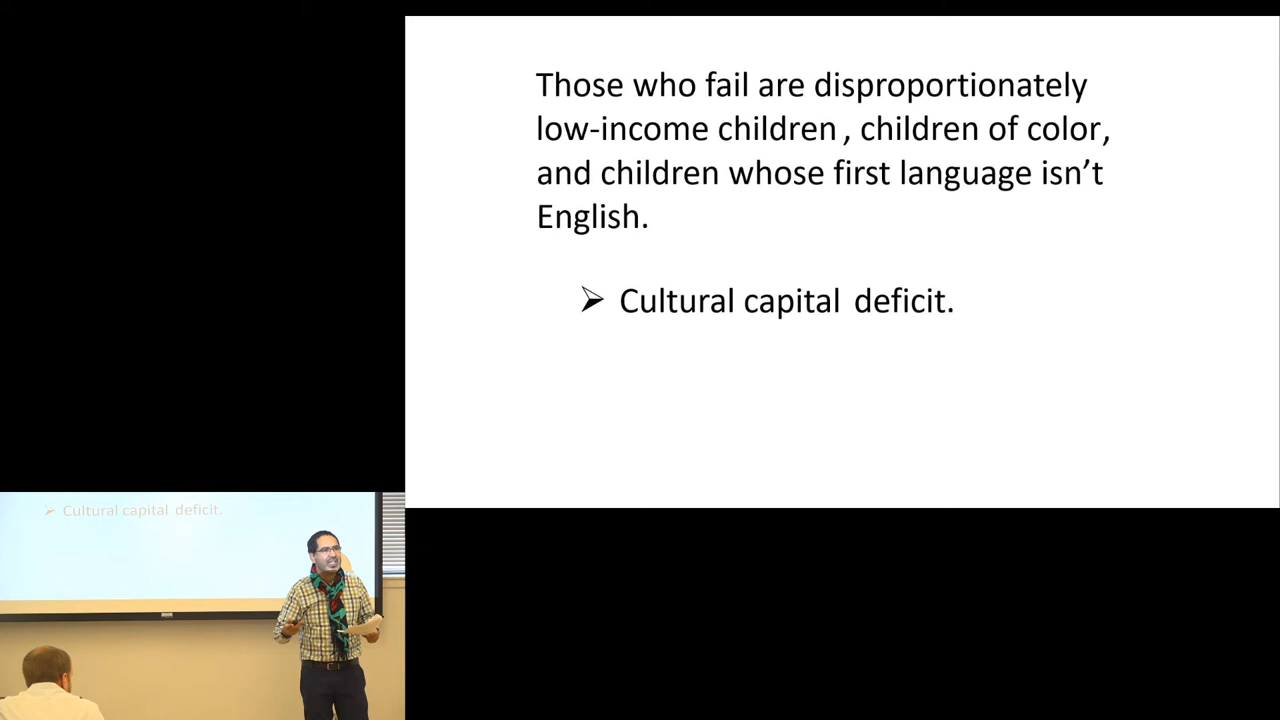 Those who fail are disproportionately
low-income children , children of color,
and children whose first language isn’t
English.
➢ Cultural capital deficit.
➢ Cultural capital deficit.